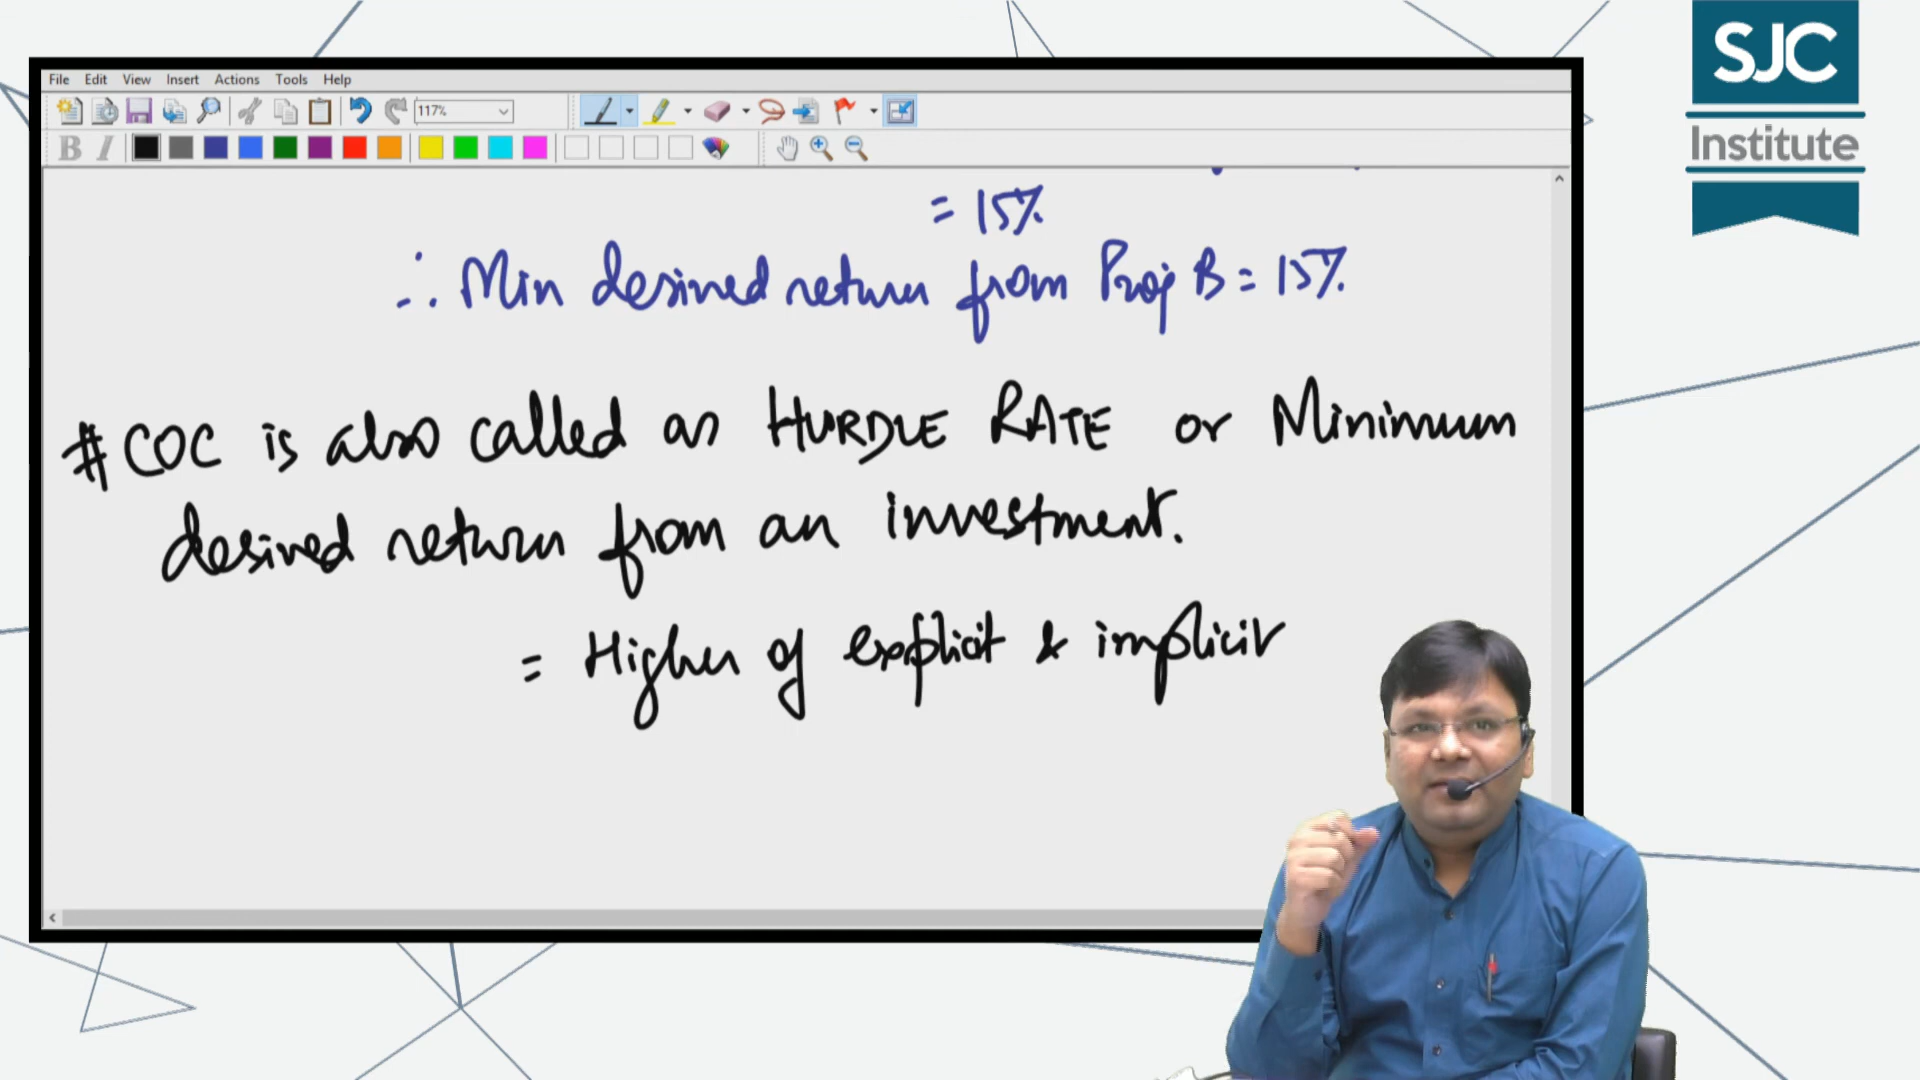 SJC
Institute
File Edit View Insert Actions Tools Help
117%
B I
= 15%
∴ Min desired return from Proj B = 15%
# COC is also called as HURDLE RATE or Minimum
desired return from an investment.
= Higher of explicit & implicit